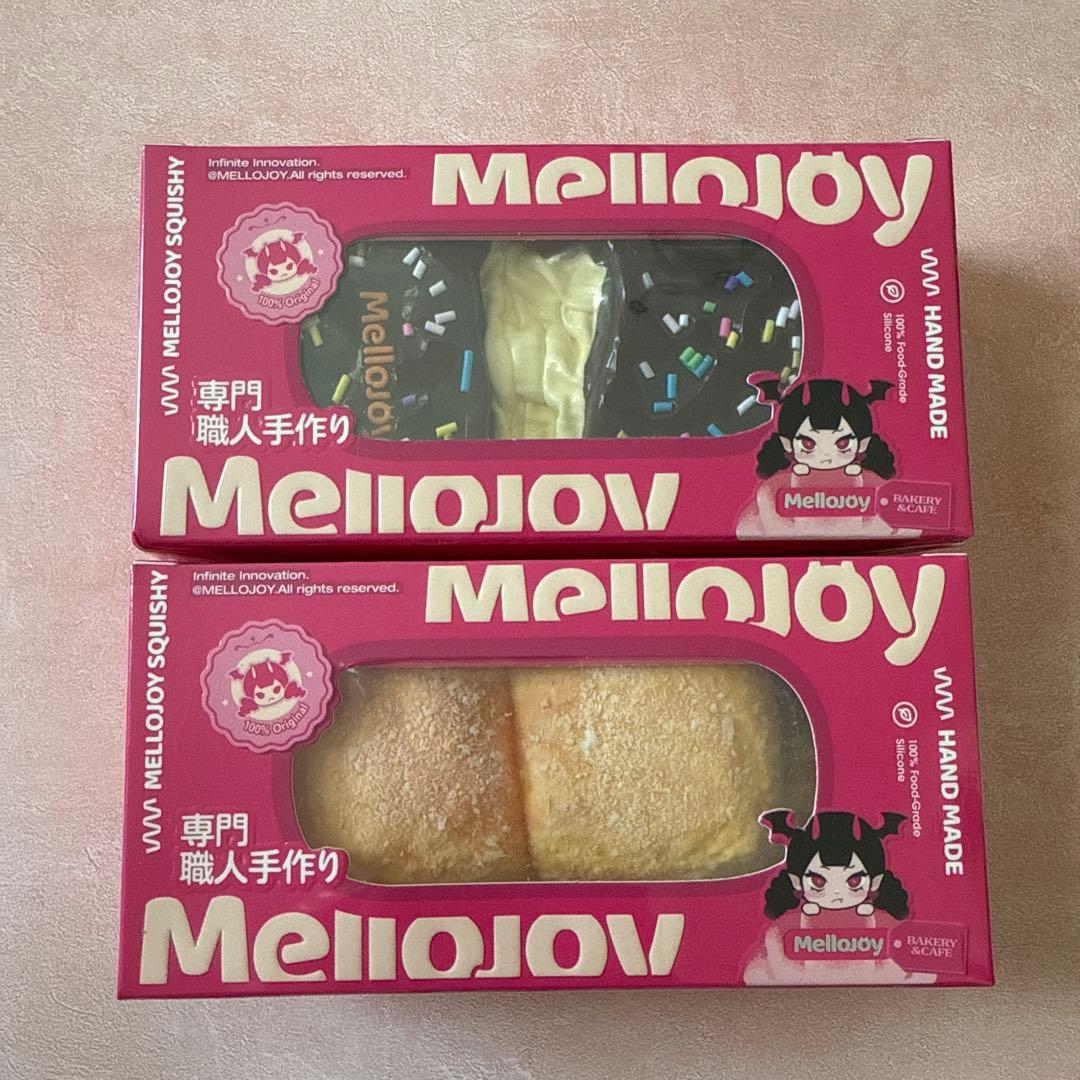 Infinite Innovation.
@MELLOJOY.All rights reserved.
MELLOJOY
MELLOJOY SQUISHY
100% Original
Mellojoy
HAND MADE
100% Food-Grade
Silicone
専門
職人手作り
MELLOJOY
Mellojoy
BAKERY
&CAFE
Infinite Innovation.
@MELLOJOY.All rights reserved.
MELLOJOY
MELLOJOY SQUISHY
100% Original
HAND MADE
100% Food-Grade
Silicone
専門
職人手作り
MELLOJOY
Mellojoy
BAKERY
&CAFE